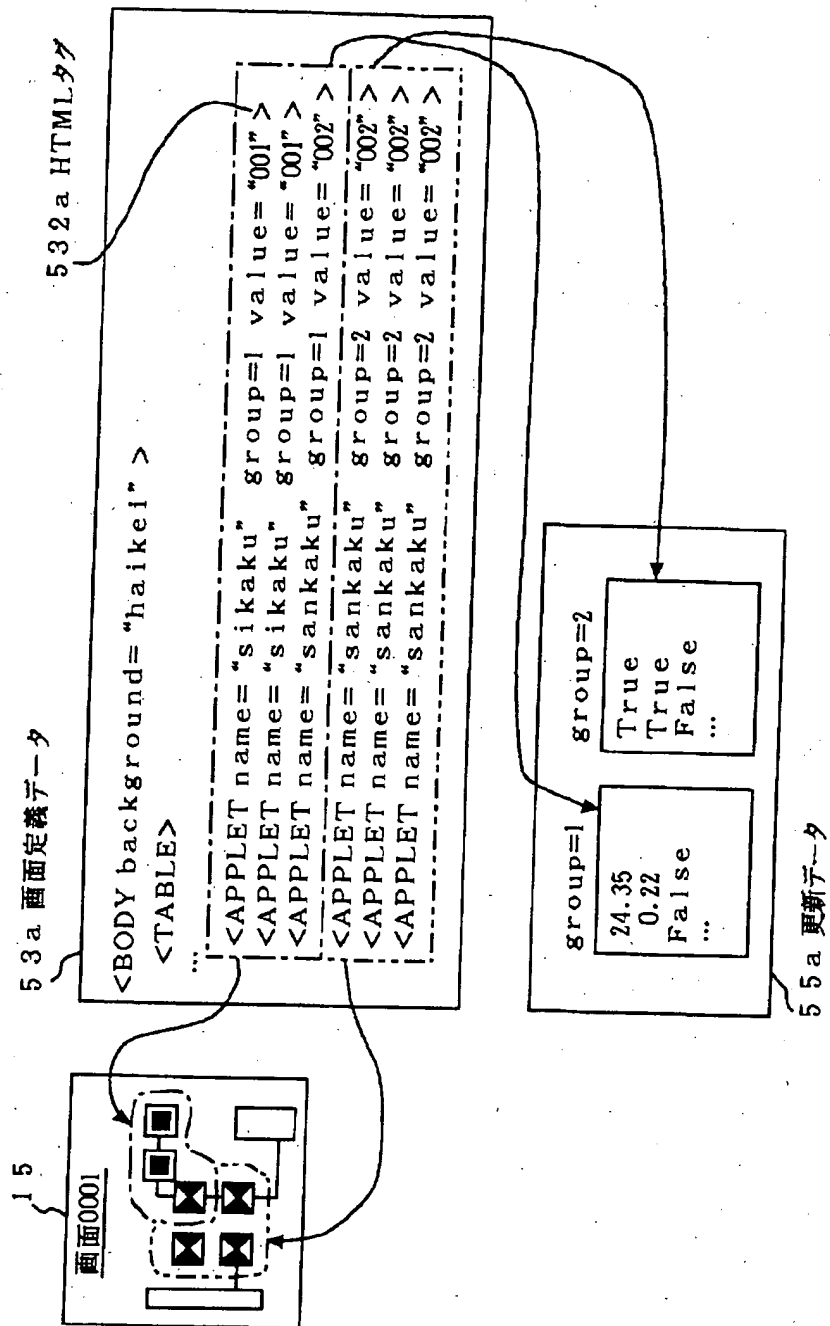 15
画面0001
53a 画面定義データ
<BODY background="haikei" >
<TABLE>
...
<APPLET name="sikaku" group=1 value="001" >
<APPLET name="sikaku" group=1 value="001" >
<APPLET name="sankaku" group=1 value="002" >
<APPLET name="sankaku" group=2 value="002" >
<APPLET name="sankaku" group=2 value="002" >
<APPLET name="sankaku" group=2 value="002" >
532a HTMLタグ
group=1
24.35
0.22
False
...
group=2
True
True
False
...
55a 更新データ